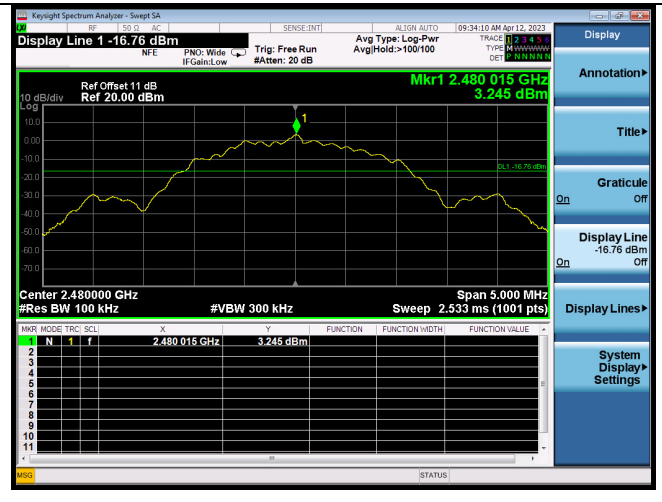 Keysight Spectrum Analyzer - Swept SA
RF 50 Ω AC SENSE:INT ALIGN AUTO 09:34:10 AM Apr 12, 2023
Display Line 1 -16.76 dBm
NFE
PNO: Wide
IFGain:Low
Trig: Free Run
#Atten: 20 dB
Avg Type: Log-Pwr
Avg|Hold:>100/100
TRACE 1 2 3 4 5 6
TYPE M WWWWW
DET P N N N N N
Mkr1 2.480 015 GHz
3.245 dBm
Ref Offset 11 dB
10 dB/div Ref 20.00 dBm
Log
1
10.0
0.00
-10.0
DL1 -16.76 dBm
-20.0
-30.0
-40.0
-50.0
-60.0
-70.0
Center 2.480000 GHz Span 5.000 MHz
#Res BW 100 kHz #VBW 300 kHz Sweep 2.533 ms (1001 pts)
MKR MODE TRC SCL X Y FUNCTION FUNCTION WIDTH FUNCTION VALUE
1 N 1 f 2.480 015 GHz 3.245 dBm
2
3
4
5
6
7
8
9
10
11
MSG STATUS
Display
Annotation
Title
Graticule
On Off
Display Line
-16.76 dBm
On Off
Display Lines
System
Display
Settings